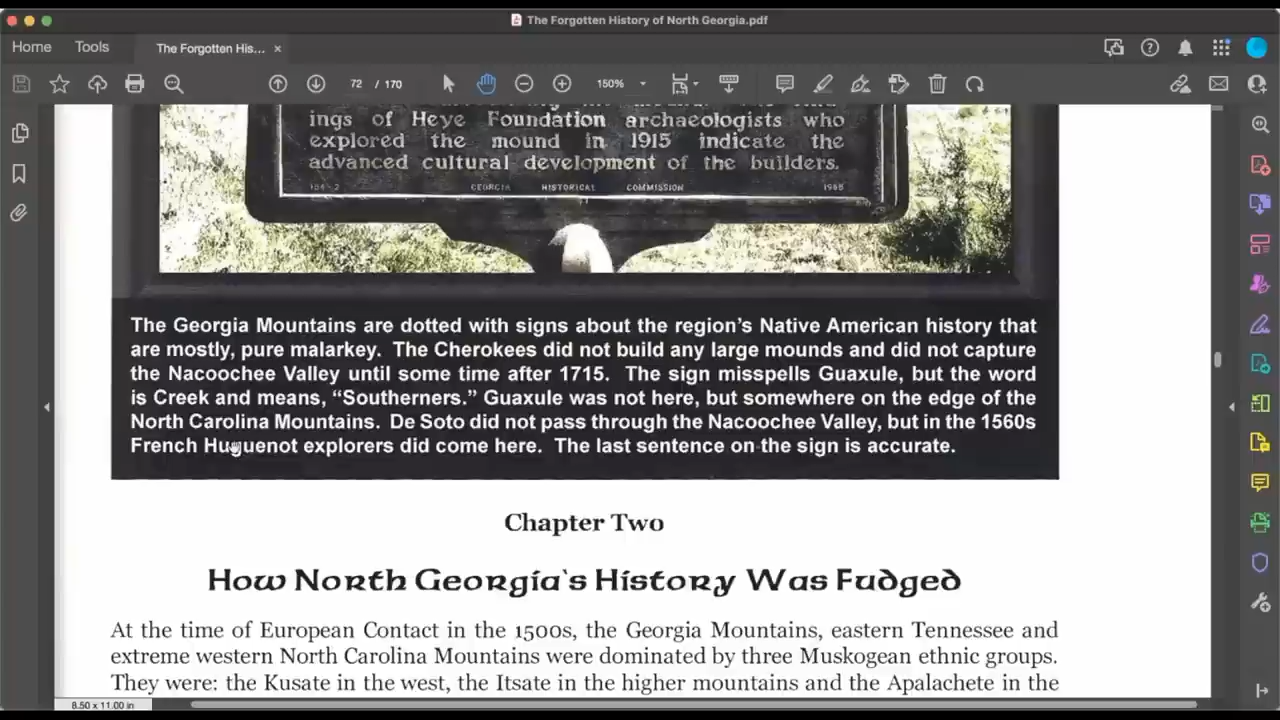 The Forgotten History of North Georgia.pdf
Home
Tools
The Forgotten His...
72 / 170
150%
ings of Heye Foundation archaeologists who
explored the mound in 1915 indicate the
advanced cultural development of the builders.
154-2 GEORGIA HISTORICAL COMMISSION
The Georgia Mountains are dotted with signs about the region's Native American history that
are mostly, pure malarkey. The Cherokees did not build any large mounds and did not capture
the Nacoochee Valley until some time after 1715. The sign misspells Guaxule, but the word
is Creek and means, “Southerners.” Guaxule was not here, but somewhere on the edge of the
North Carolina Mountains. De Soto did not pass through the Nacoochee Valley, but in the 1560s
French Huguenot explorers did come here. The last sentence on the sign is accurate.
Chapter Two
How North Georgia's History Was Fudged
At the time of European Contact in the 1500s, the Georgia Mountains, eastern Tennessee and
extreme western North Carolina Mountains were dominated by three Muskogean ethnic groups.
They were: the Kusate in the west, the Itsate in the higher mountains and the Apalachete in the
8.50 x 11.00 in